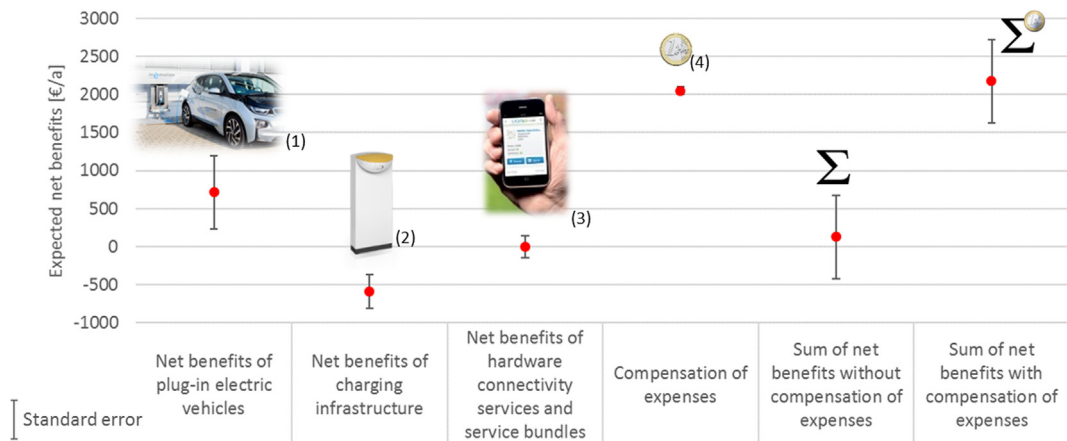 3000
2500
2000
1500
1000
500
0
-500
-1000
Expected net benefits [€/a]
(1)
(2)
(3)
(4)
Σ
Σ
Net benefits of
plug-in electric
vehicles
Net benefits of
charging
infrastructure
Net benefits of
hardware
connectivity
services and
service bundles
Compensation of
expenses
Sum of net
benefits without
compensation of
expenses
Sum of net
benefits with
compensation of
expenses
Standard error